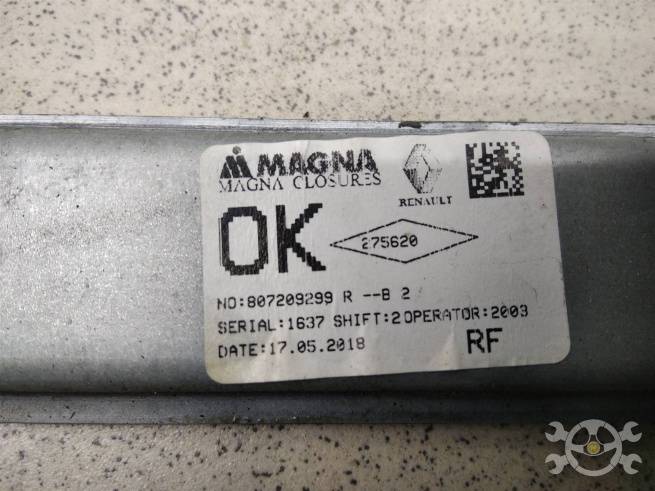 MAGNA
MAGNA CLOSURES
RENAULT
OK
275620
NO:807209299 R --B 2
SERIAL:1637 SHIFT:2 OPERATOR:2003
DATE:17.05.2018
RF